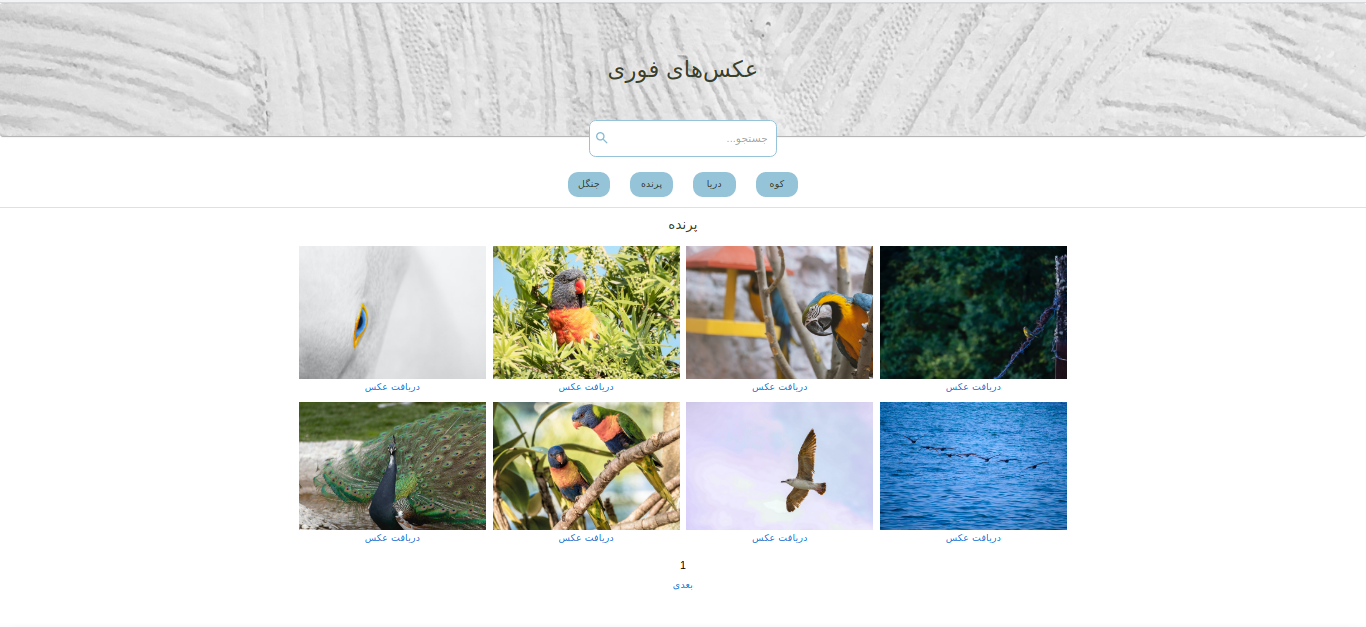 عکس‌های فوری
جستجو...
کوه دریا پرنده جنگل
پرنده
دریافت عکس دریافت عکس دریافت عکس دریافت عکس
دریافت عکس دریافت عکس دریافت عکس دریافت عکس
1
بعدی